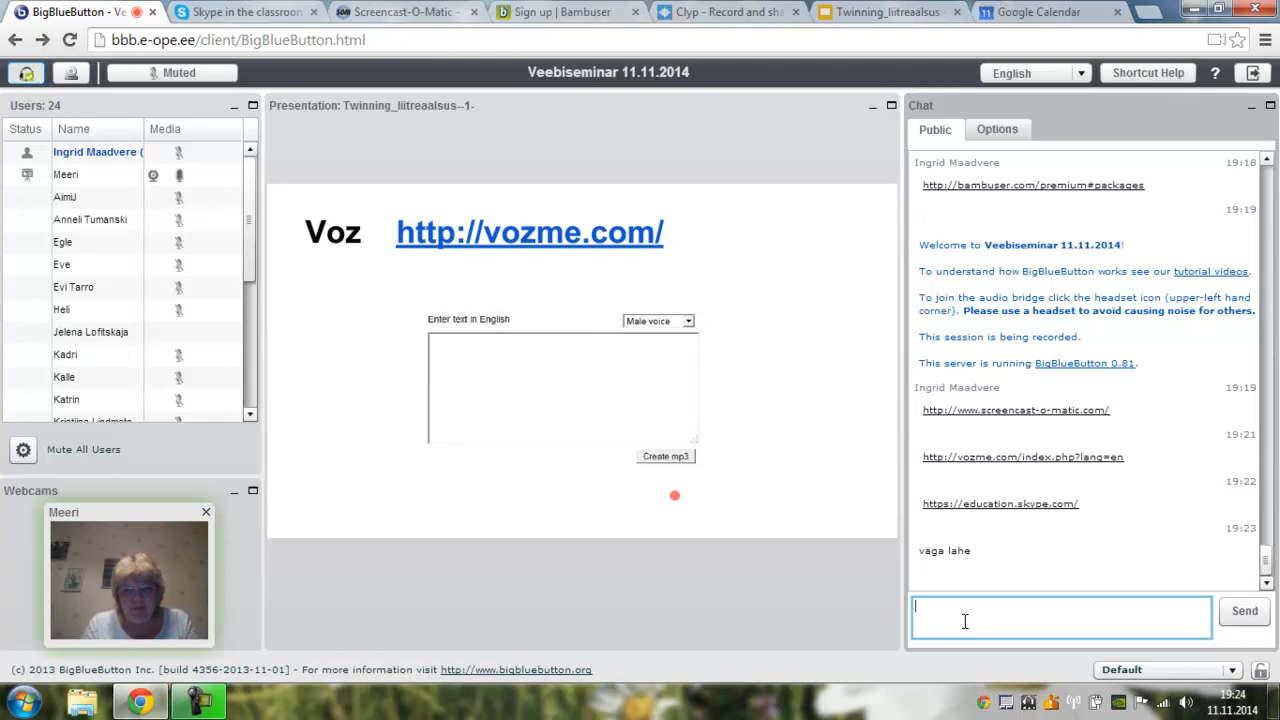 BigBlueButton - Ve
Skype in the classroom
Screencast-O-Matic -
Sign up | Bambuser
Clyp - Record and sha
Twinning_liitreaalsus -
Google Calendar
bbb.e-ope.ee/client/BigBlueButton.html
Muted
Veebiseminar 11.11.2014
English
Shortcut Help
?
Users: 24
Presentation: Twinning_liitreaalsus--1-
Chat
Status Name Media
Public Options
Ingrid Maadvere (
Meeri
AimiJ
Anneli Tumanski
Egle
Eve
Evi Tarro
Heli
Jelena Lofitskaja
Kadri
Kalle
Katrin
Kristiina Lindmets
Mute All Users
Webcams
Meeri
Voz http://vozme.com/
Enter text in English
Male voice
Create mp3
Ingrid Maadvere 19:18
http://bambuser.com/premium#packages
19:19
Welcome to Veebiseminar 11.11.2014!
To understand how BigBlueButton works see our tutorial videos.
To join the audio bridge click the headset icon (upper-left hand
corner). Please use a headset to avoid causing noise for others.
This session is being recorded.
This server is running BigBlueButton 0.81.
Ingrid Maadvere 19:19
http://www.screencast-o-matic.com/
19:21
http://vozme.com/index.php?lang=en
19:22
https://education.skype.com/
19:23
väga lahe
Send
(c) 2013 BigBlueButton Inc. [build 4356-2013-11-01] - For more information visit http://www.bigbluebutton.org
Default
19:24
11.11.2014